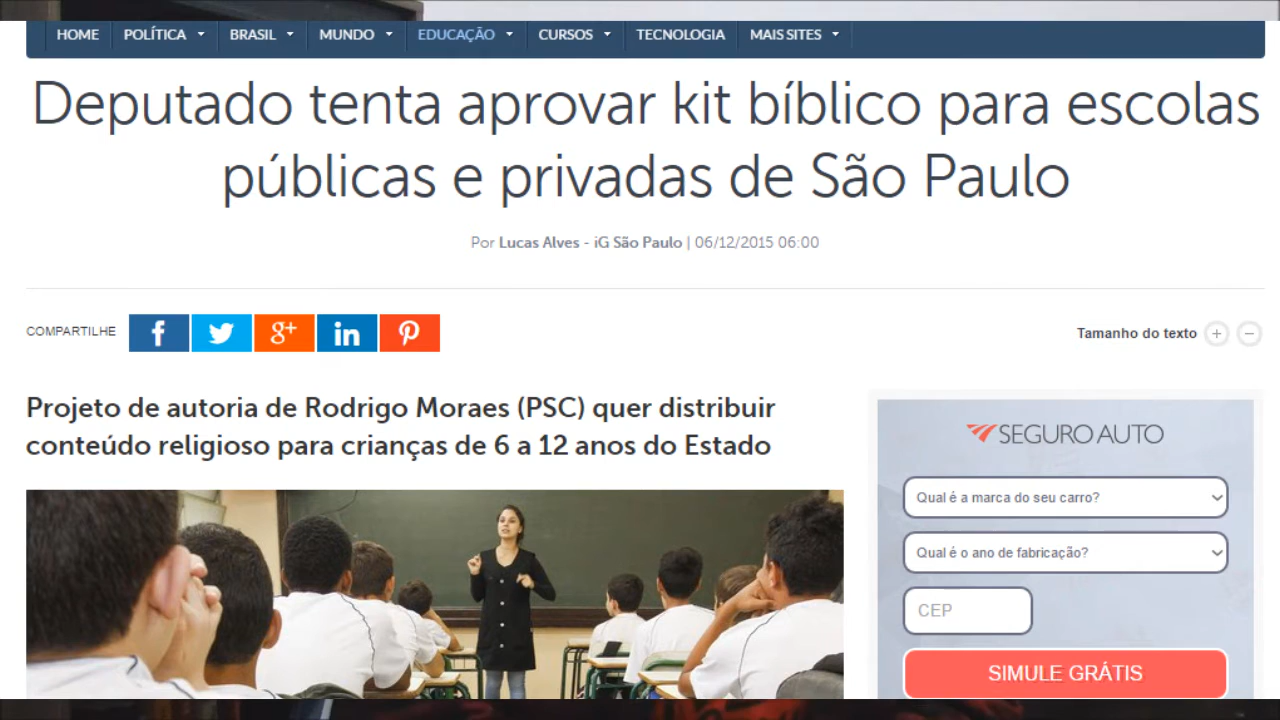 HOME POLÍTICA BRASIL MUNDO EDUCAÇÃO CURSOS TECNOLOGIA MAIS SITES
Deputado tenta aprovar kit bíblico para escolas
públicas e privadas de São Paulo
Por Lucas Alves - iG São Paulo | 06/12/2015 06:00
COMPARTILHE
Tamanho do texto + −
Projeto de autoria de Rodrigo Moraes (PSC) quer distribuir
conteúdo religioso para crianças de 6 a 12 anos do Estado
SEGURO AUTO
Qual é a marca do seu carro?
Qual é o ano de fabricação?
CEP
SIMULE GRÁTIS